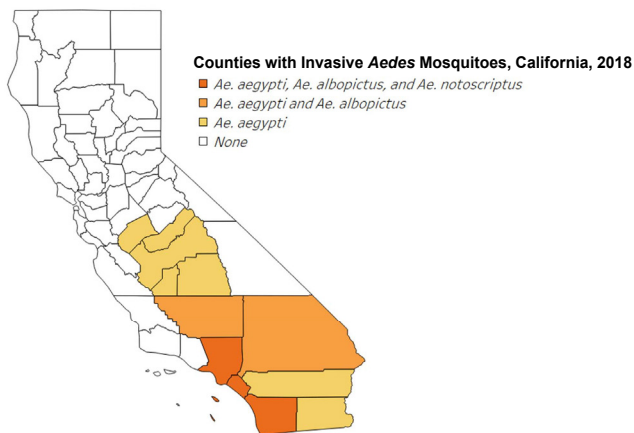 Counties with Invasive Aedes Mosquitoes, California, 2018
Ae. aegypti, Ae. albopictus, and Ae. notoscriptus
Ae. aegypti and Ae. albopictus
Ae. aegypti
None